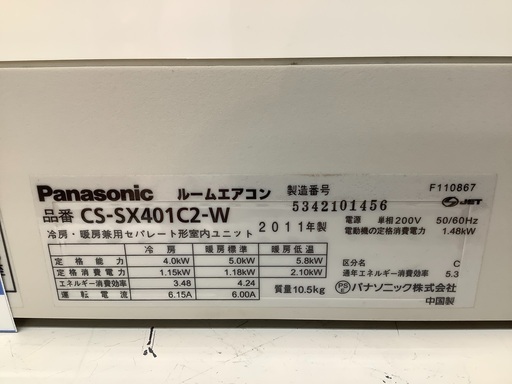 Panasonic ルームエアコン 製造番号 F110867
5342101456 JET
品番 CS-SX401C2-W 2011年製 電源 単相200V 50/60Hz
冷房・暖房兼用セパレート形室内ユニット 電動機の定格消費電力 1.48kW
冷房 暖房標準 暖房低温
定格能力 4.0kW 5.0kW 5.8kW 区分名 C
定格消費電力 1.15kW 1.18kW 2.10kW 通年エネルギー消費効率 5.3
エネルギー消費効率 3.48 4.24
運転電流 6.15A 6.00A 質量10.5kg PSE パナソニック株式会社
中国製